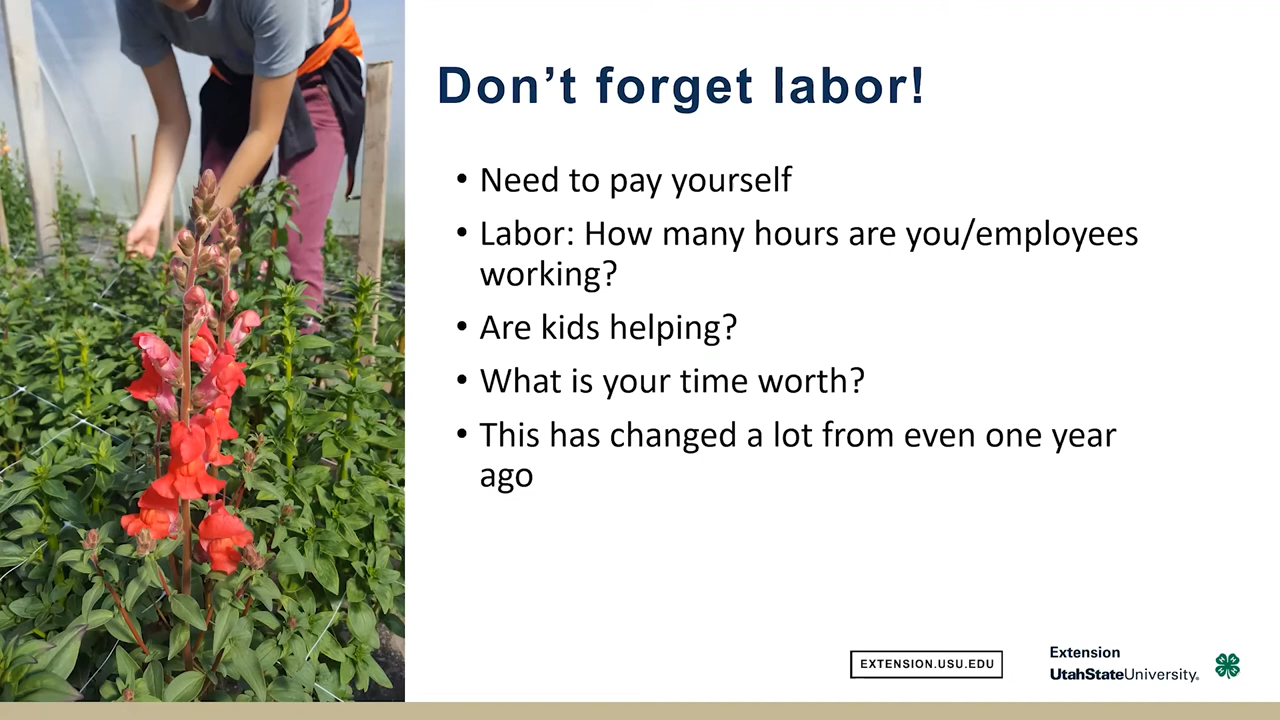 Don’t forget labor!
• Need to pay yourself
• Labor: How many hours are you/employees
working?
• Are kids helping?
• What is your time worth?
• This has changed a lot from even one year
ago
EXTENSION.USU.EDU
Extension
UtahStateUniversity®